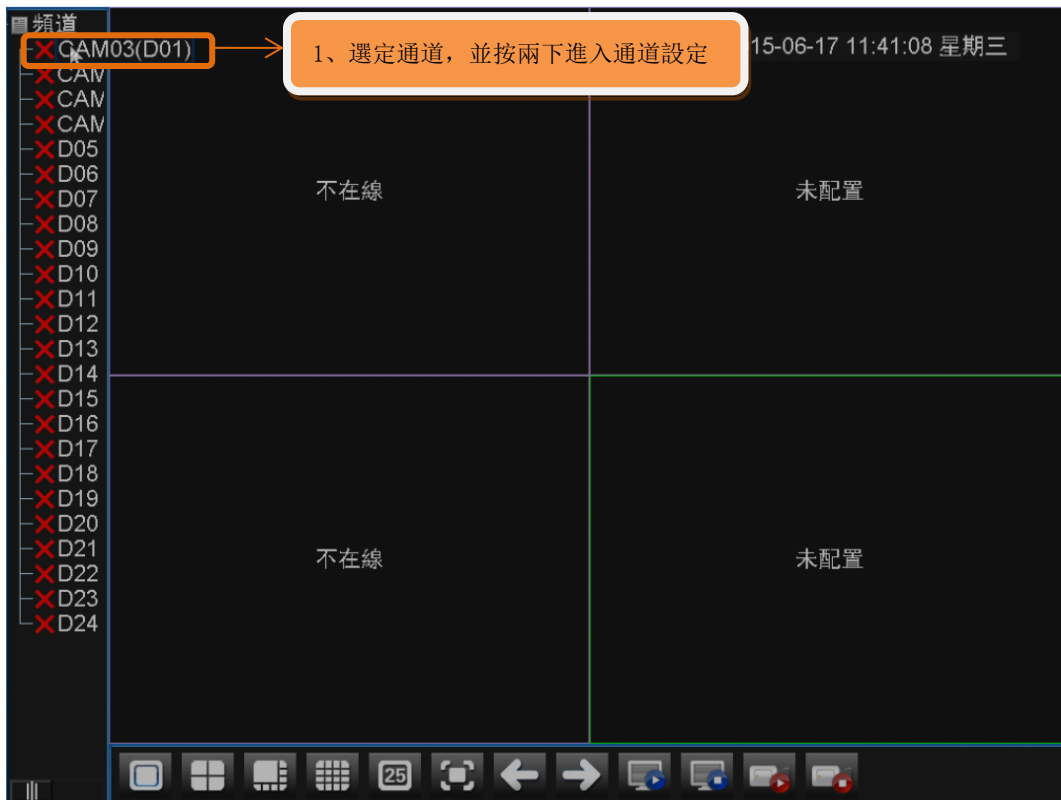 頻道
CAM03(D01)
1、選定通道，並按兩下進入通道設定
15-06-17 11:41:08 星期三
CAM
CAM
CAM
D05
D06
D07
D08
D09
D10
D11
D12
D13
D14
D15
D16
D17
D18
D19
D20
D21
D22
D23
D24
不在線
未配置
不在線
未配置
25